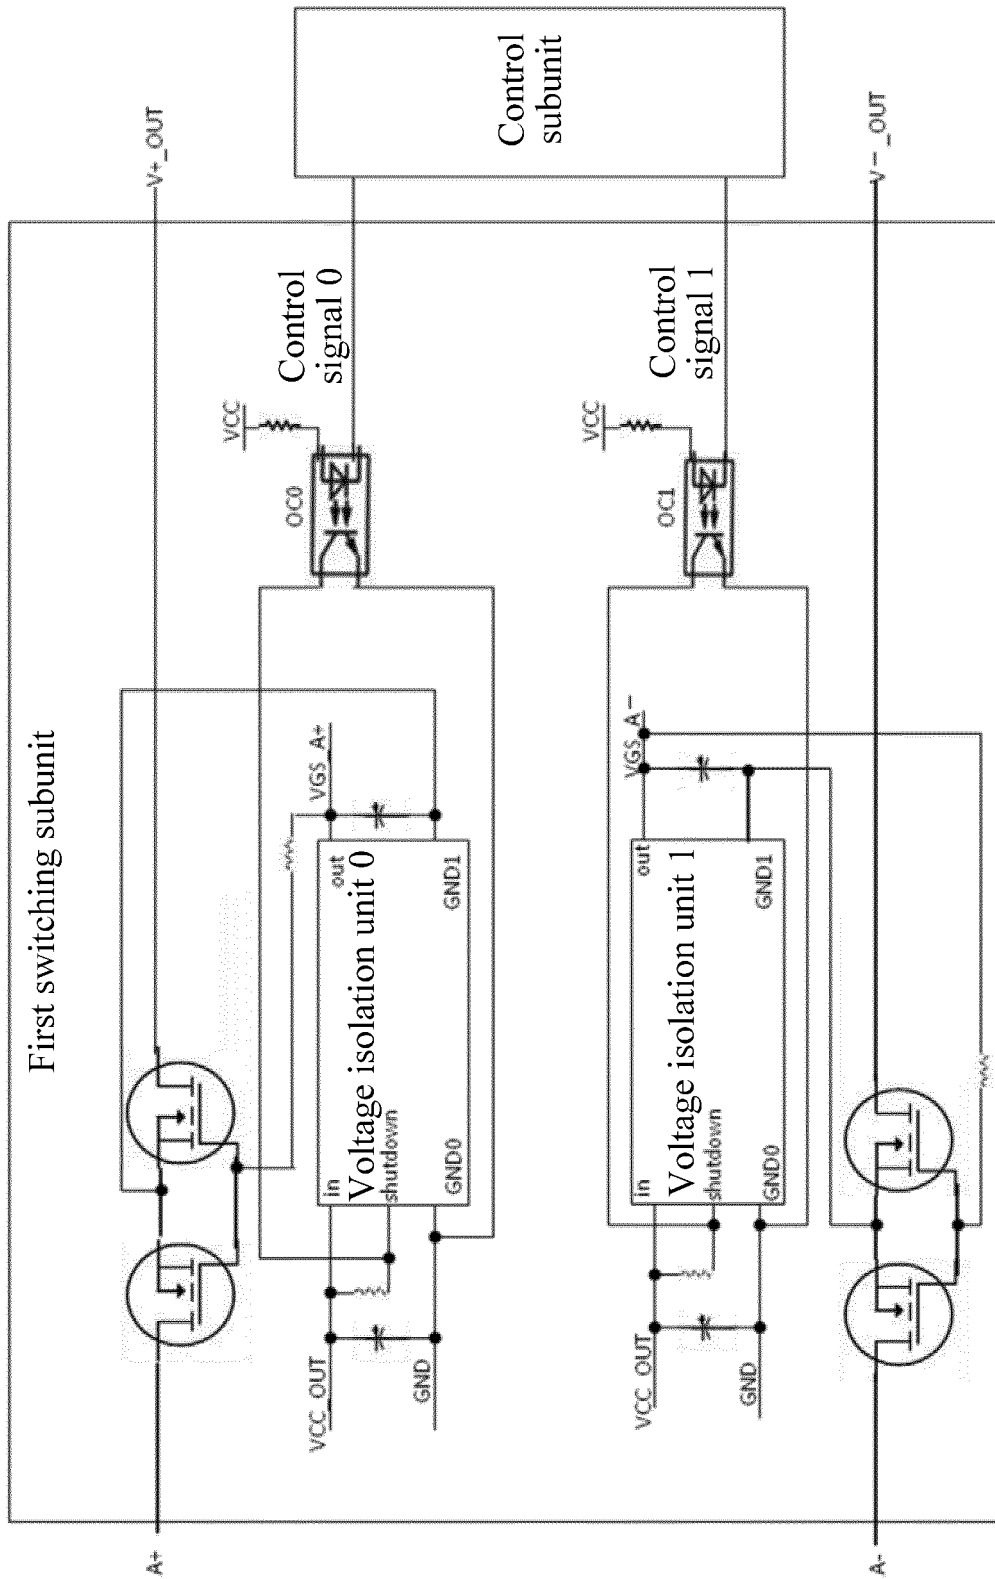 First switching subunit
A+
V+_OUT
VCC
OC0
Control
signal 0
Control
subunit
VGS_A+
out
GND1
Voltage isolation unit 0
in
shutdown
GND0
VCC_OUT
GND
VCC
OC1
Control
signal 1
VGS_A-
out
GND1
Voltage isolation unit 1
in
shutdown
GND0
VCC_OUT
GND
A-
V-_OUT